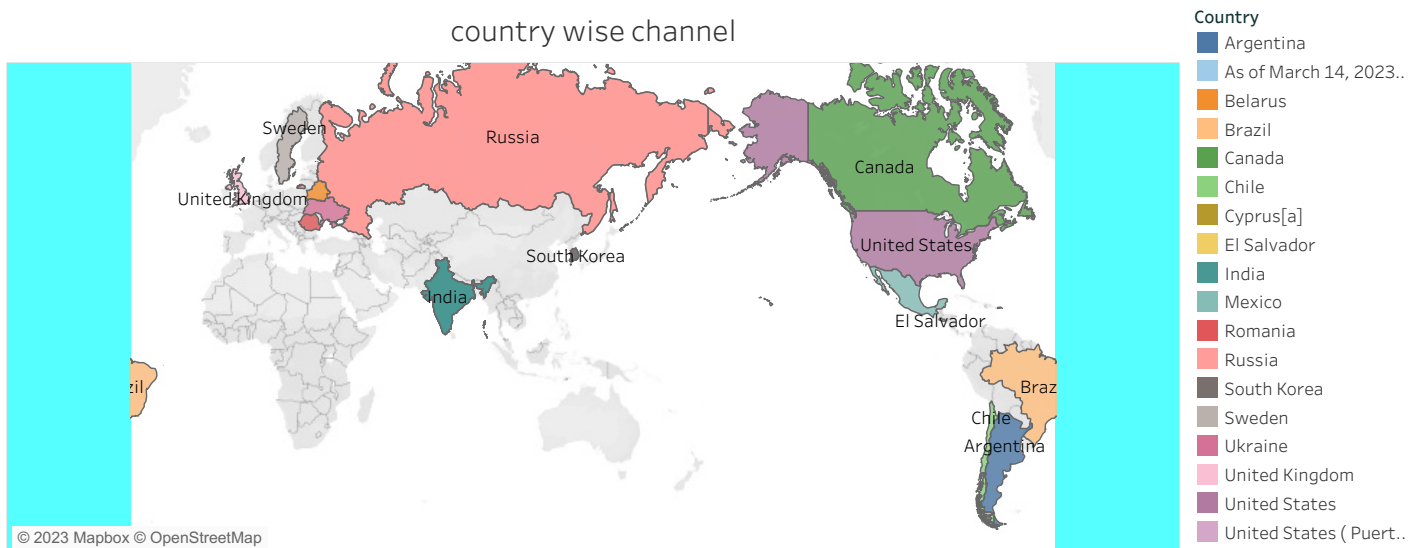 country wise channel
Sweden
Russia
United Kingdom
South Korea
India
Canada
United States
El Salvador
zil
Braz
Chile
Argentina
© 2023 Mapbox © OpenStreetMap
Country
Argentina
As of March 14, 2023..
Belarus
Brazil
Canada
Chile
Cyprus[a]
El Salvador
India
Mexico
Romania
Russia
South Korea
Sweden
Ukraine
United Kingdom
United States
United States ( Puert..